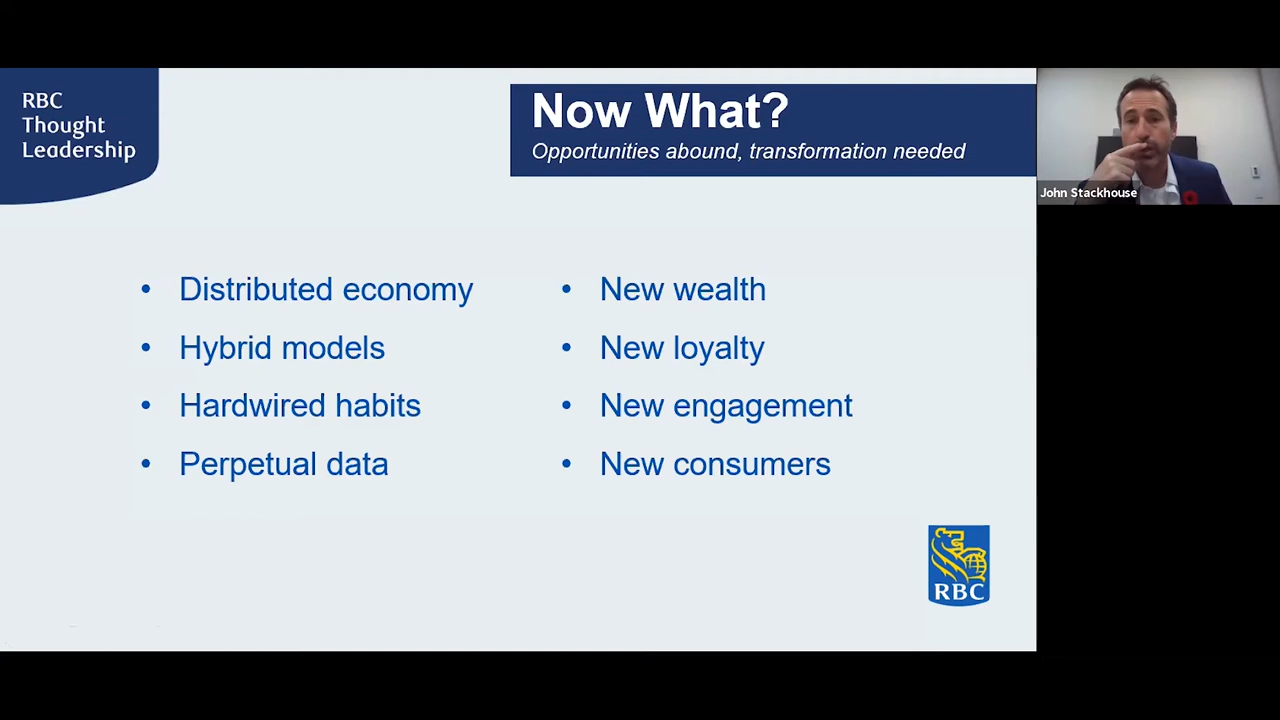 RBC
Thought
Leadership
Now What?
Opportunities abound, transformation needed
John Stackhouse
• Distributed economy
• Hybrid models
• Hardwired habits
• Perpetual data
• New wealth
• New loyalty
• New engagement
• New consumers
RBC